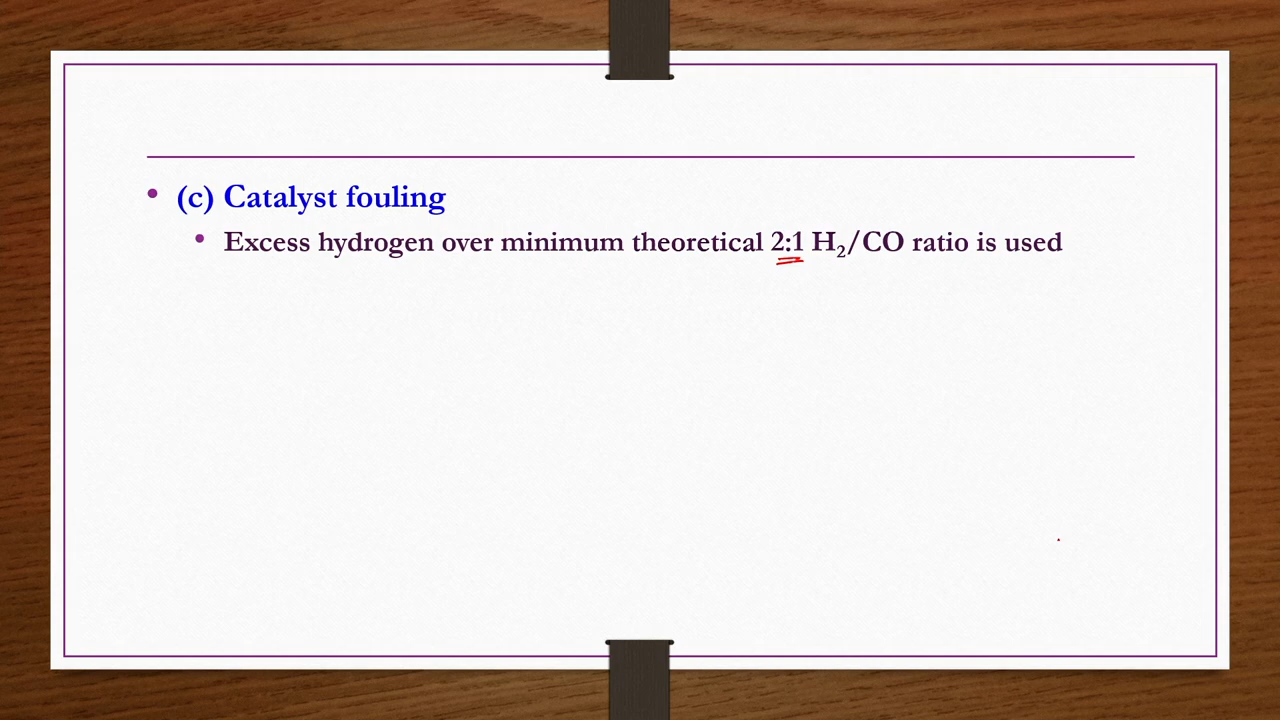 (c) Catalyst fouling
Excess hydrogen over minimum theoretical 2:1 H₂/CO ratio is used